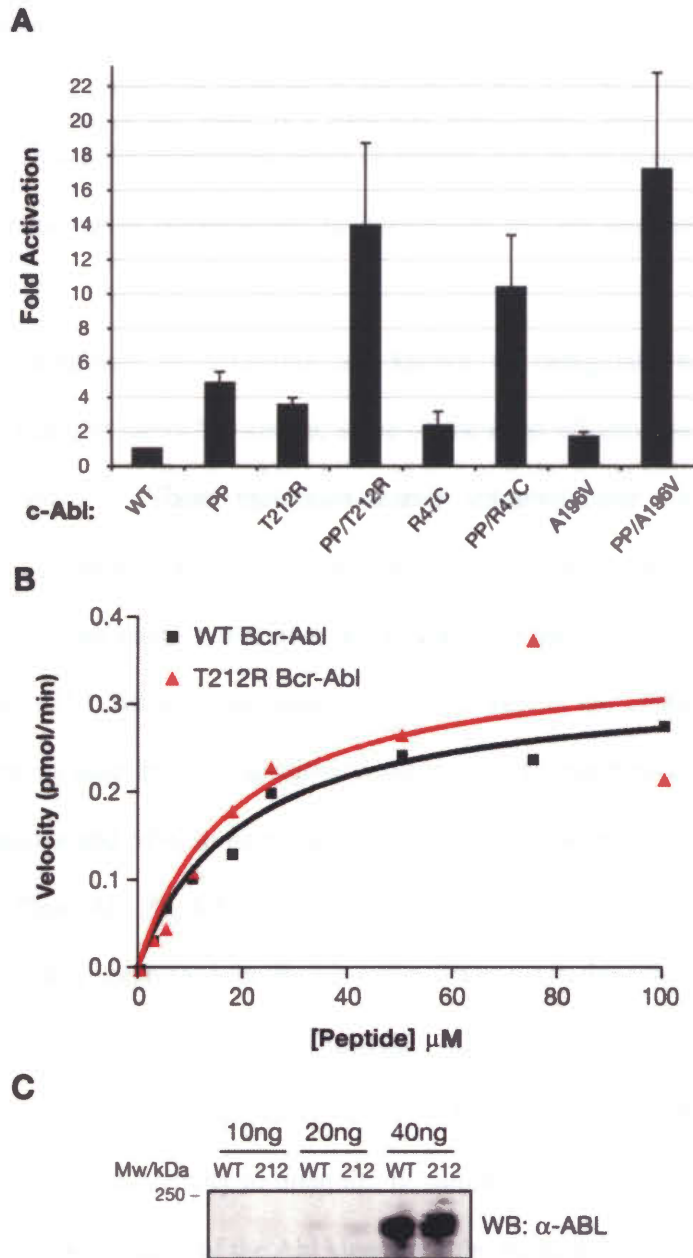 A
Fold Activation
22
20
18
16
14
12
10
8
6
4
2
0
c-Abl:
WT
PP
T212R
PP/T212R
R47C
PP/R47C
A196V
PP/A196V
B
Velocity (pmol/min)
0.4
0.3
0.2
0.1
0.0
WT Bcr-Abl
T212R Bcr-Abl
0 20 40 60 80 100
[Peptide] μM
C
10ng 20ng 40ng
Mw/kDa WT 212 WT 212 WT 212
250 –
WB: α-ABL